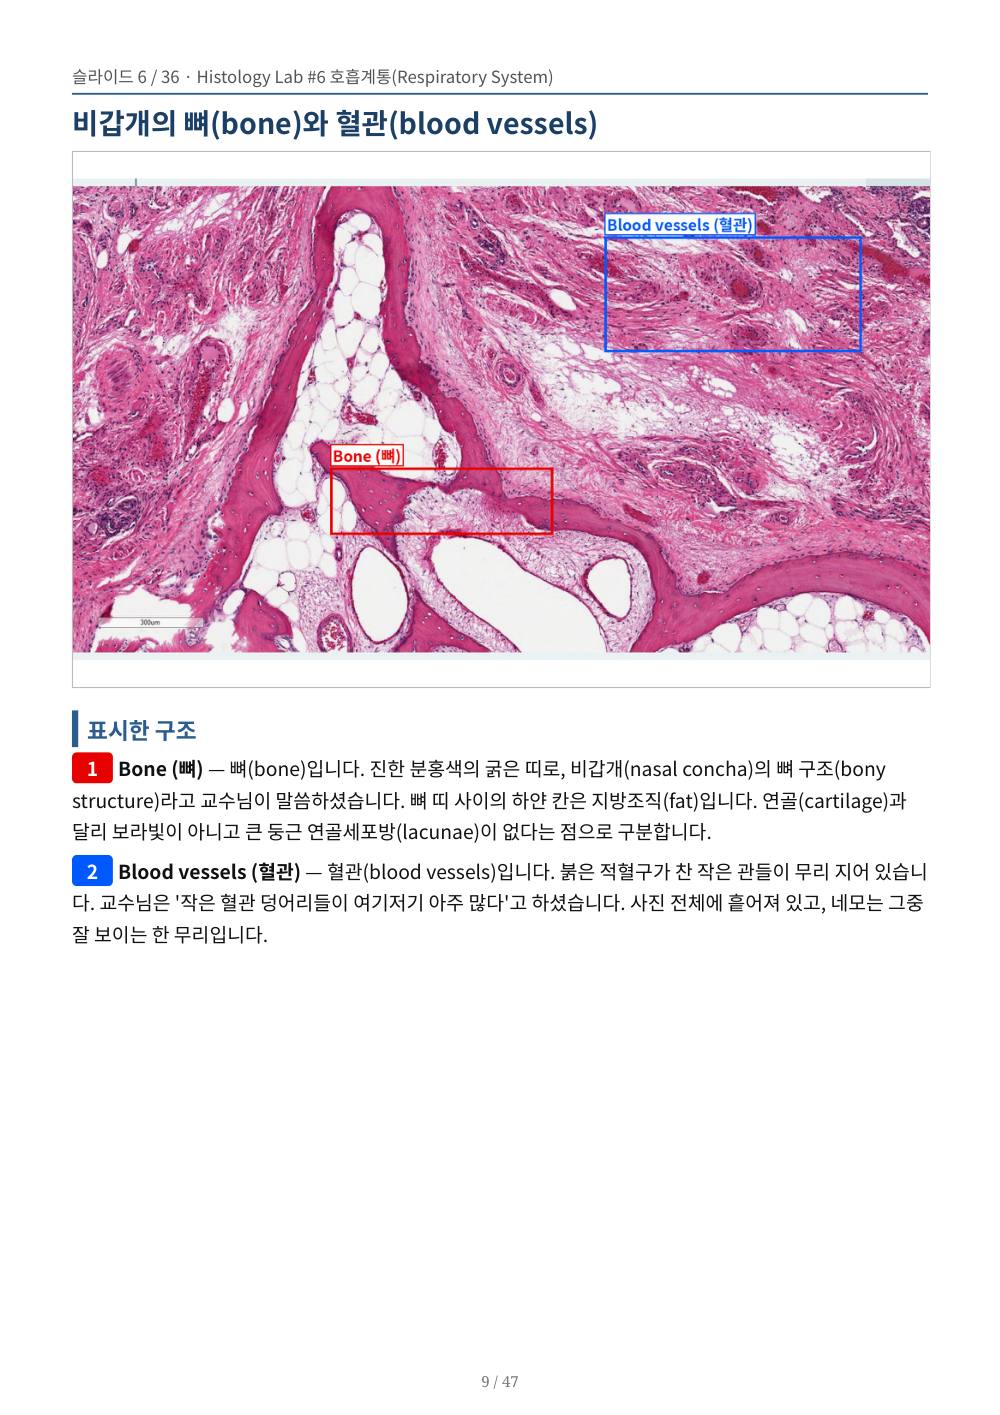 슬라이드 6 / 36 · Histology Lab #6 호흡계통(Respiratory System)
비갑개의 뼈(bone)와 혈관(blood vessels)
Blood vessels (혈관)
Bone (뼈)
300um
표시한 구조
1 Bone (뼈) — 뼈(bone)입니다. 진한 분홍색의 굵은 띠로, 비갑개(nasal concha)의 뼈 구조(bony
structure)라고 교수님이 말씀하셨습니다. 뼈 띠 사이의 하얀 칸은 지방조직(fat)입니다. 연골(cartilage)과
달리 보라빛이 아니고 큰 둥근 연골세포방(lacunae)이 없다는 점으로 구분합니다.
2 Blood vessels (혈관) — 혈관(blood vessels)입니다. 붉은 적혈구가 찬 작은 관들이 무리 지어 있습니
다. 교수님은 '작은 혈관 덩어리들이 여기저기 아주 많다'고 하셨습니다. 사진 전체에 흩어져 있고, 네모는 그중
잘 보이는 한 무리입니다.
9 / 47